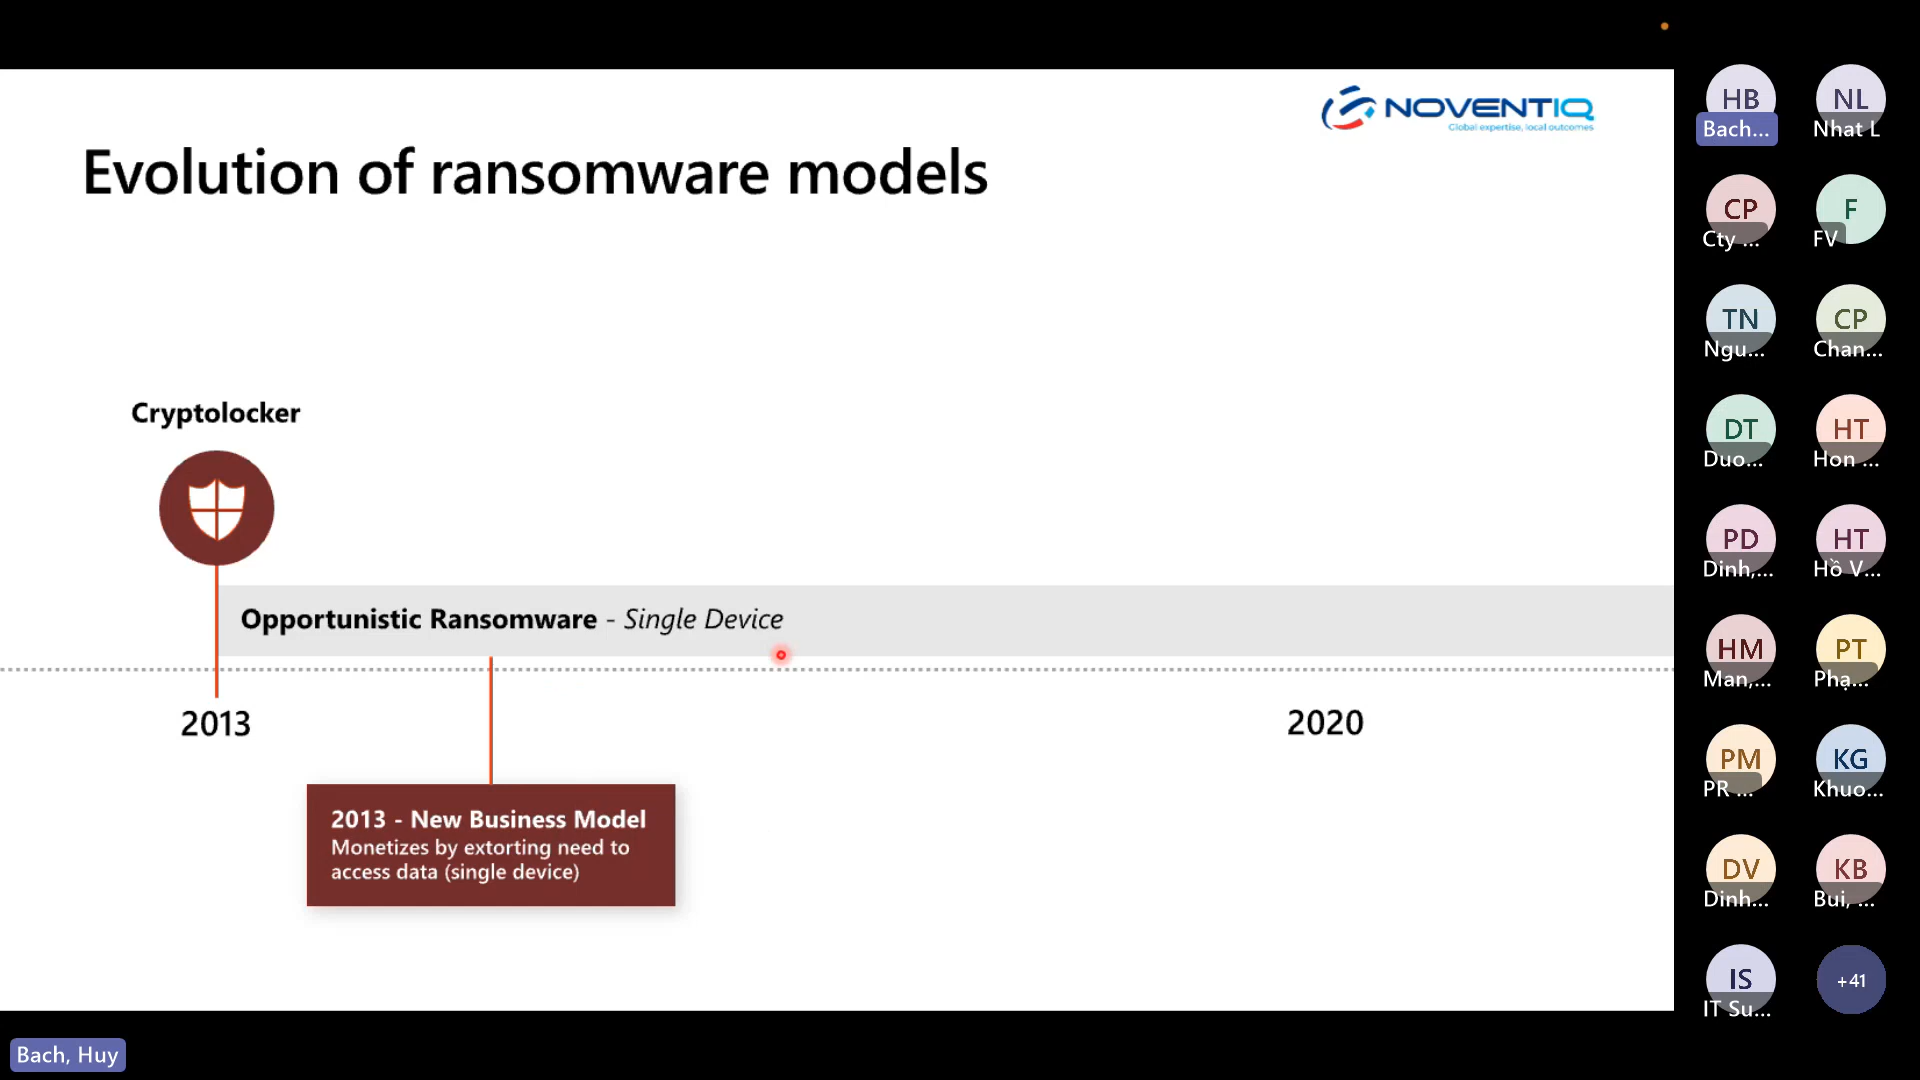 NOVENTIQ
Global expertise, local outcomes
Evolution of ransomware models
Cryptolocker
Opportunistic Ransomware - Single Device
2013
2020
2013 - New Business Model
Monetizes by extorting need to
access data (single device)
HB
Bach...
NL
Nhat L
CP
Cty ...
F
FV
TN
Ngu...
CP
Chan...
DT
Duo...
HT
Hon ...
PD
Dinh,...
HT
Hồ V...
HM
Man,...
PT
Phạ...
PM
PR ...
KG
Khuo...
DV
Dinh...
KB
Bui, ...
IS
IT Su...
+41
Bach, Huy